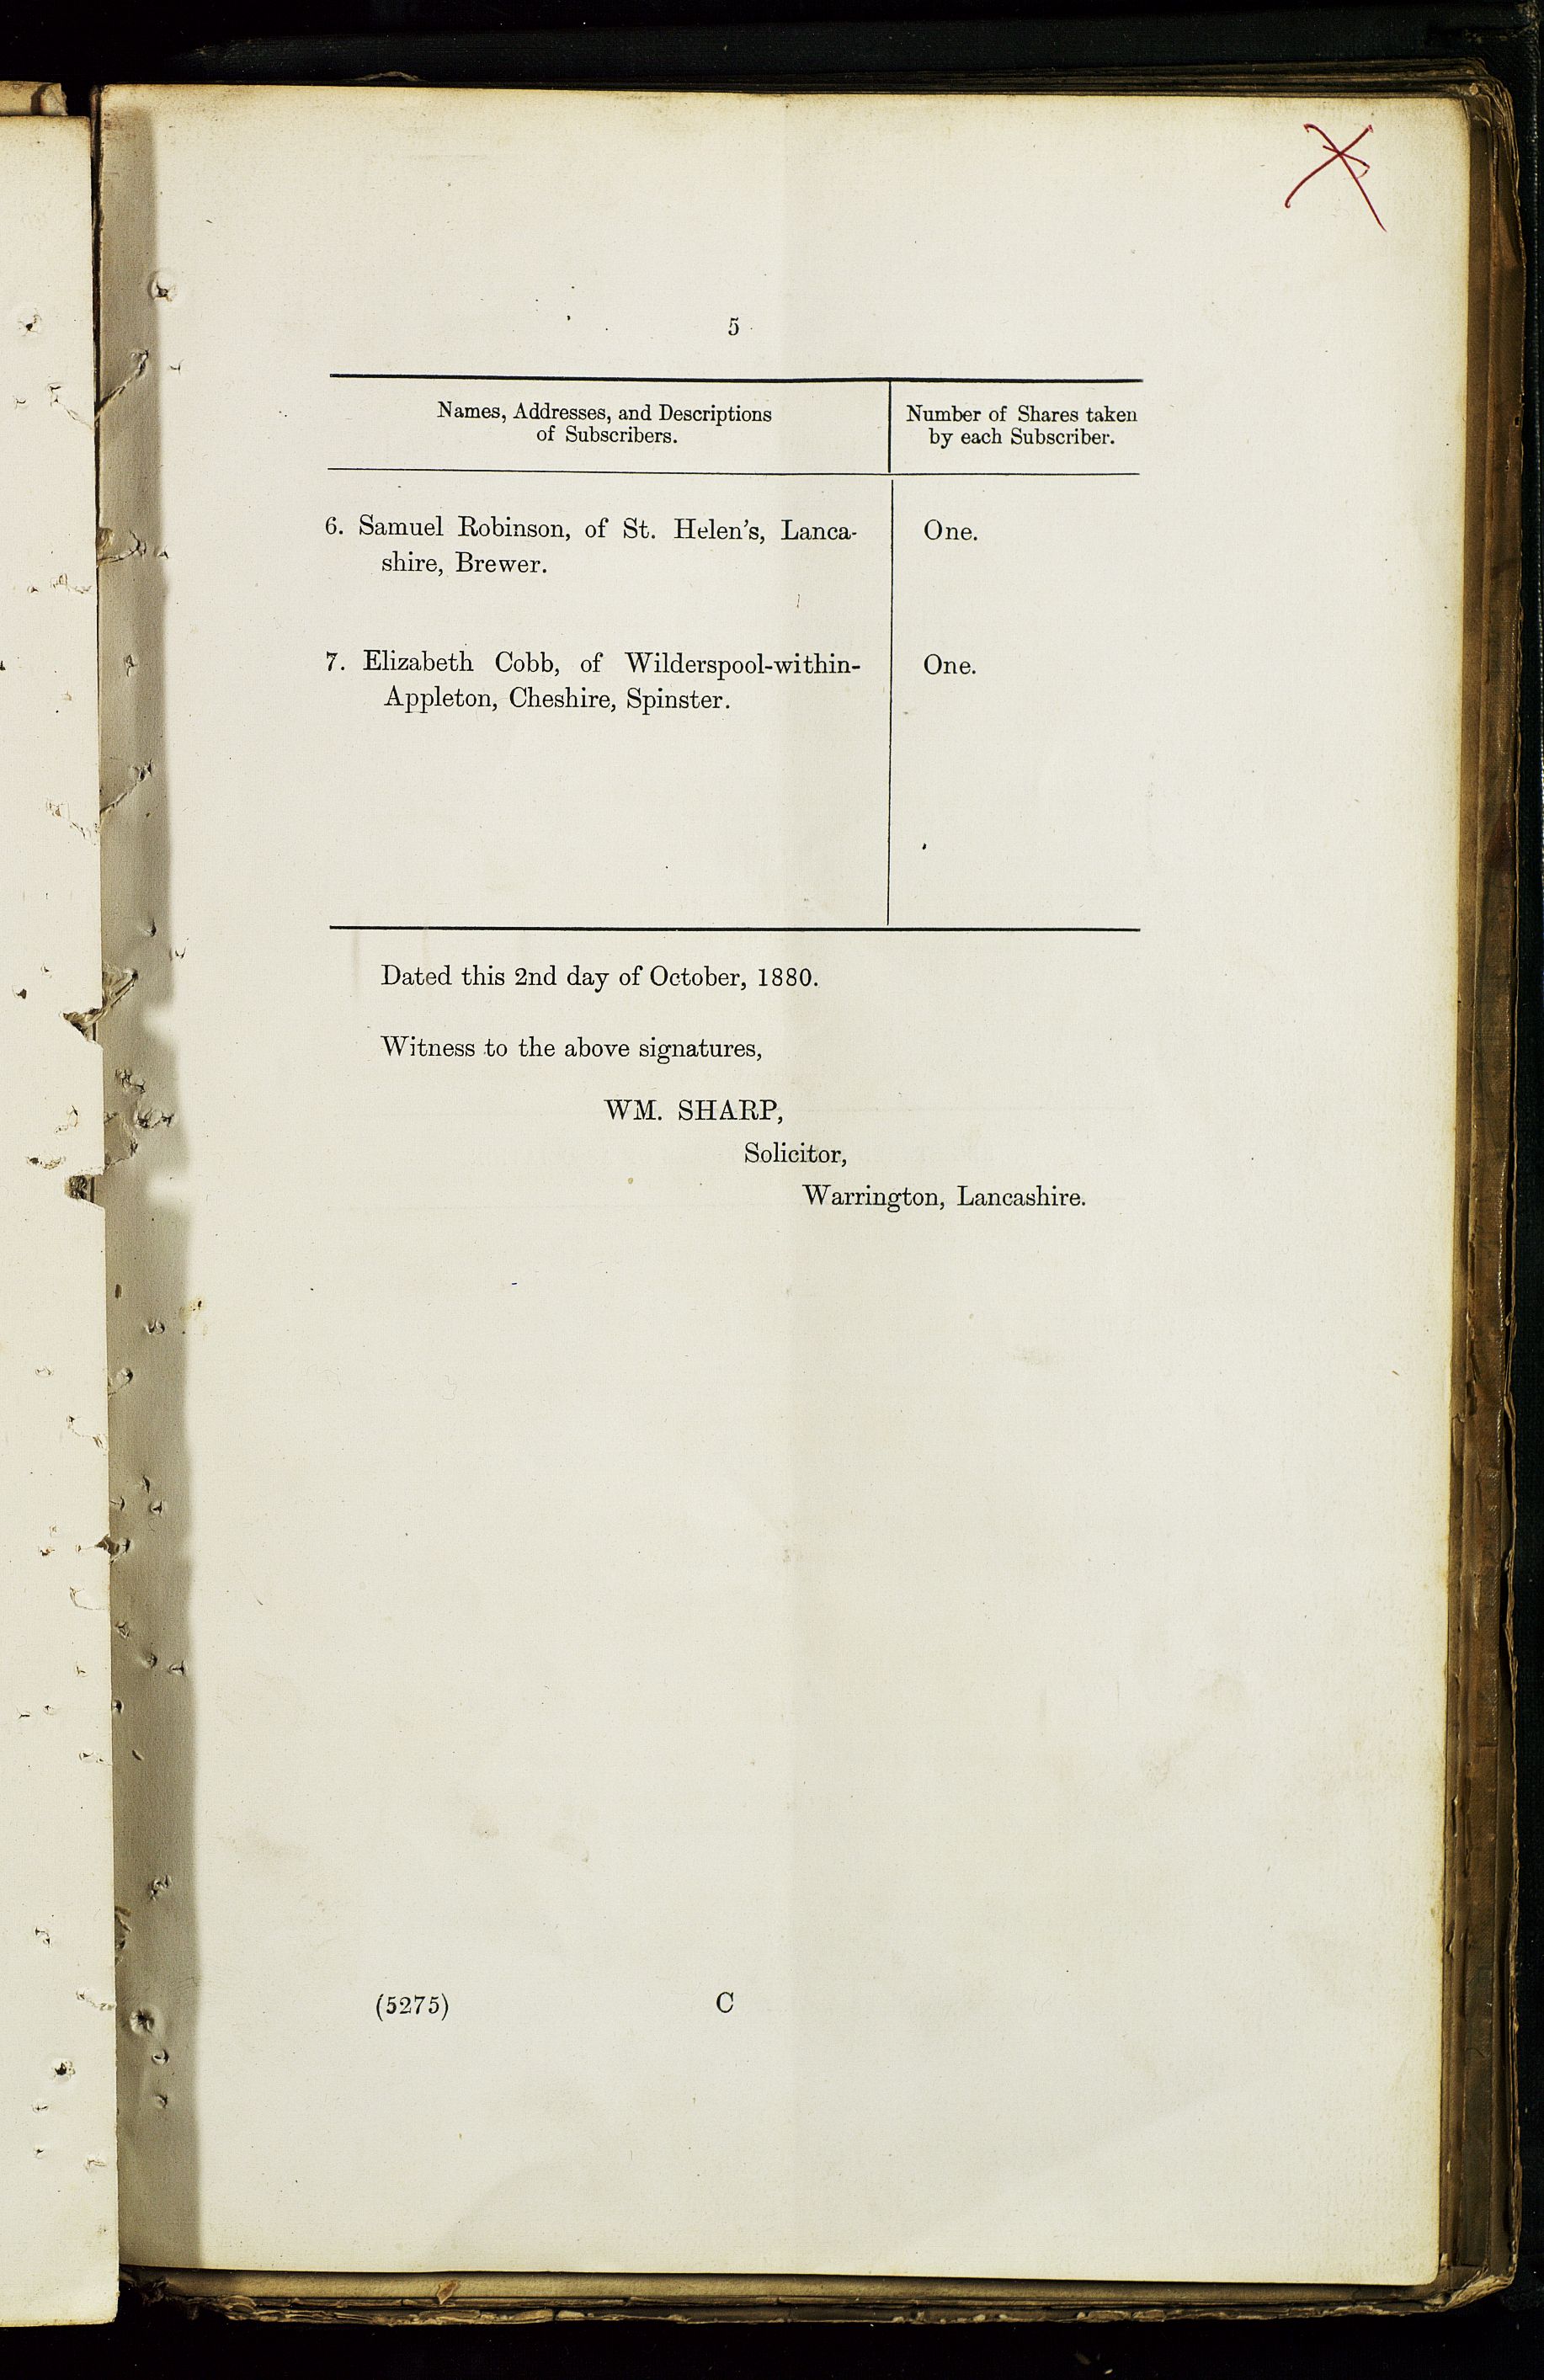 5
Names, Addresses, and Descriptions
of Subscribers.
Number of Shares taken
by each Subscriber.
6. Samuel Robinson, of St. Helen's, Lanca-
shire, Brewer.
One.
7. Elizabeth Cobb, of Wilderspool-within-
Appleton, Cheshire, Spinster.
One.
Dated this 2nd day of October, 1880.
Witness to the above signatures,
WM. SHARP,
Solicitor,
Warrington, Lancashire.
(5275) C